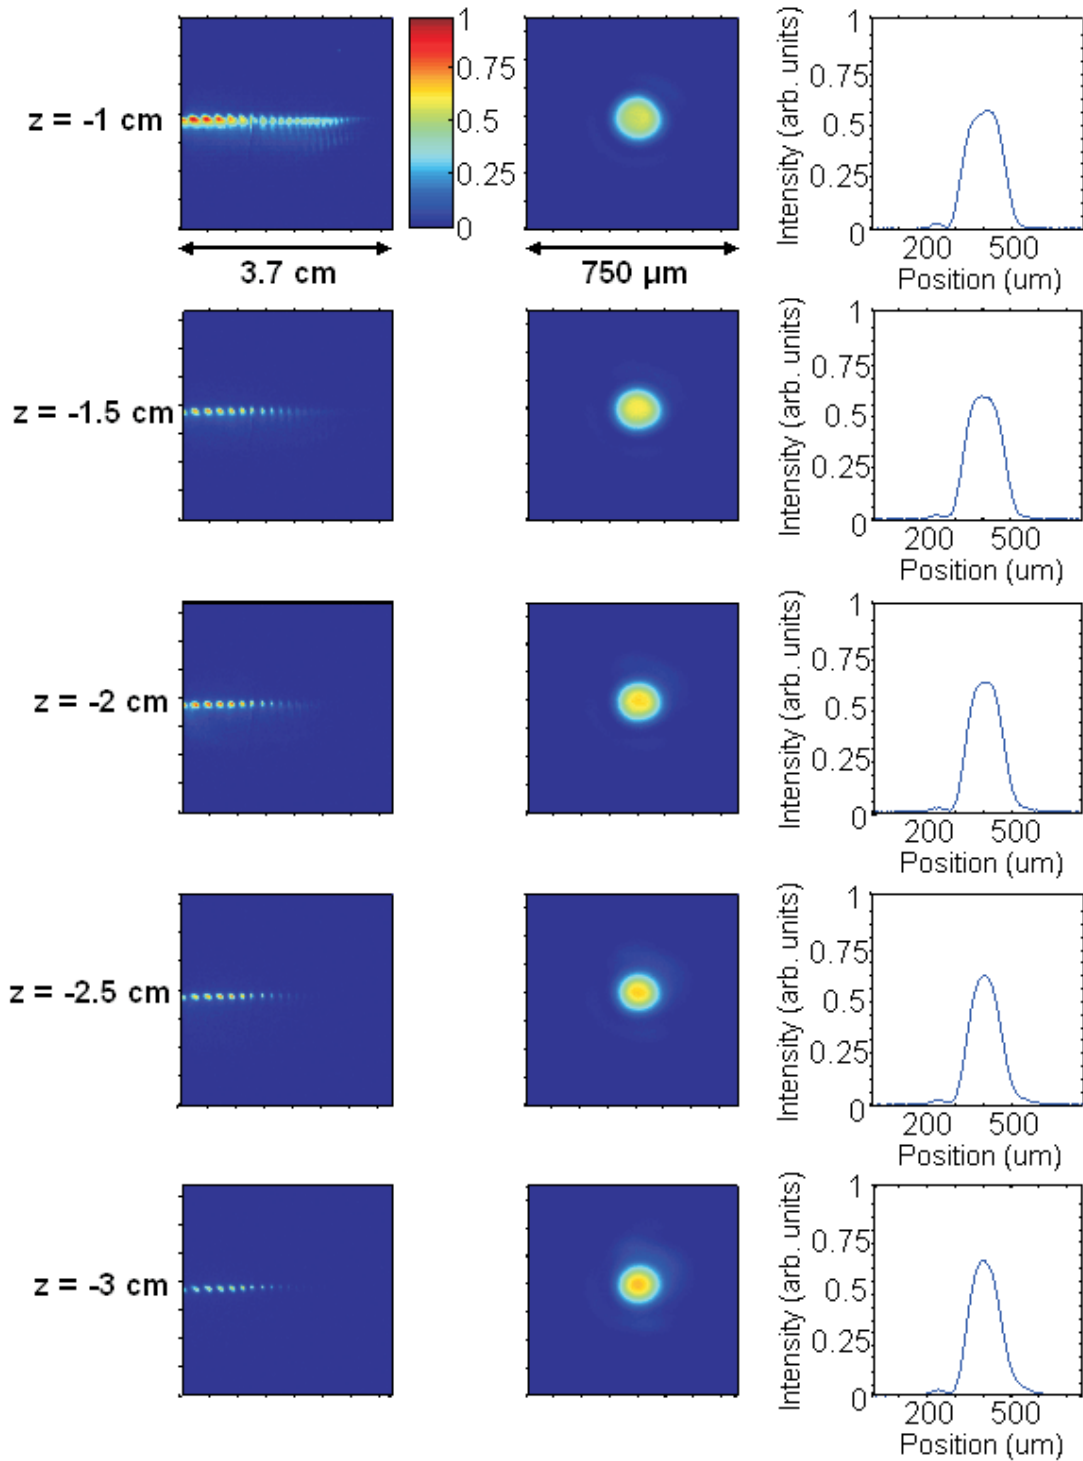 z = -1 cm
1
0.75
0.5
0.25
0
3.7 cm
750 µm
Intensity (arb. units)
1
0.75
0.5
0.25
0
200 500
Position (um)
z = -1.5 cm
Intensity (arb. units)
1
0.75
0.5
0.25
0
200 500
Position (um)
z = -2 cm
Intensity (arb. units)
1
0.75
0.5
0.25
0
200 500
Position (um)
z = -2.5 cm
Intensity (arb. units)
1
0.75
0.5
0.25
0
200 500
Position (um)
z = -3 cm
Intensity (arb. units)
1
0.75
0.5
0.25
0
200 500
Position (um)